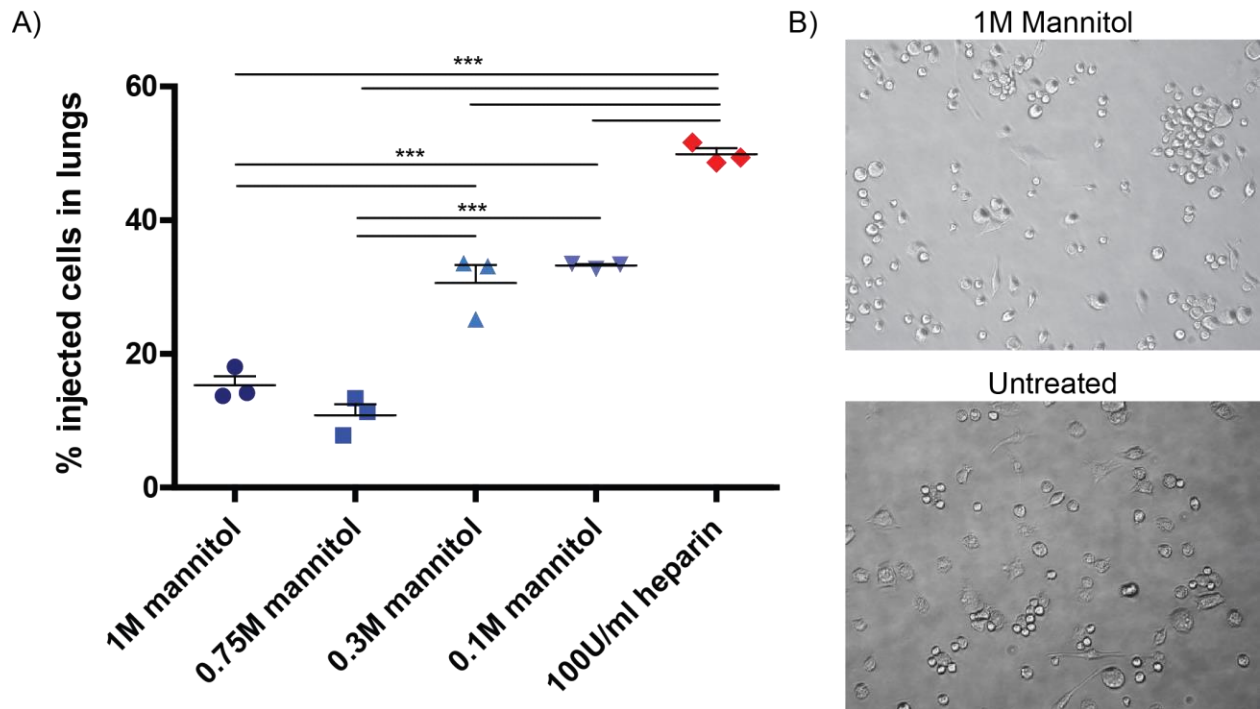 A)
% injected cells in lungs
60
40
20
0
***
***
***
1M mannitol
0.75M mannitol
0.3M mannitol
0.1M mannitol
100U/ml heparin
B)
1M Mannitol
Untreated